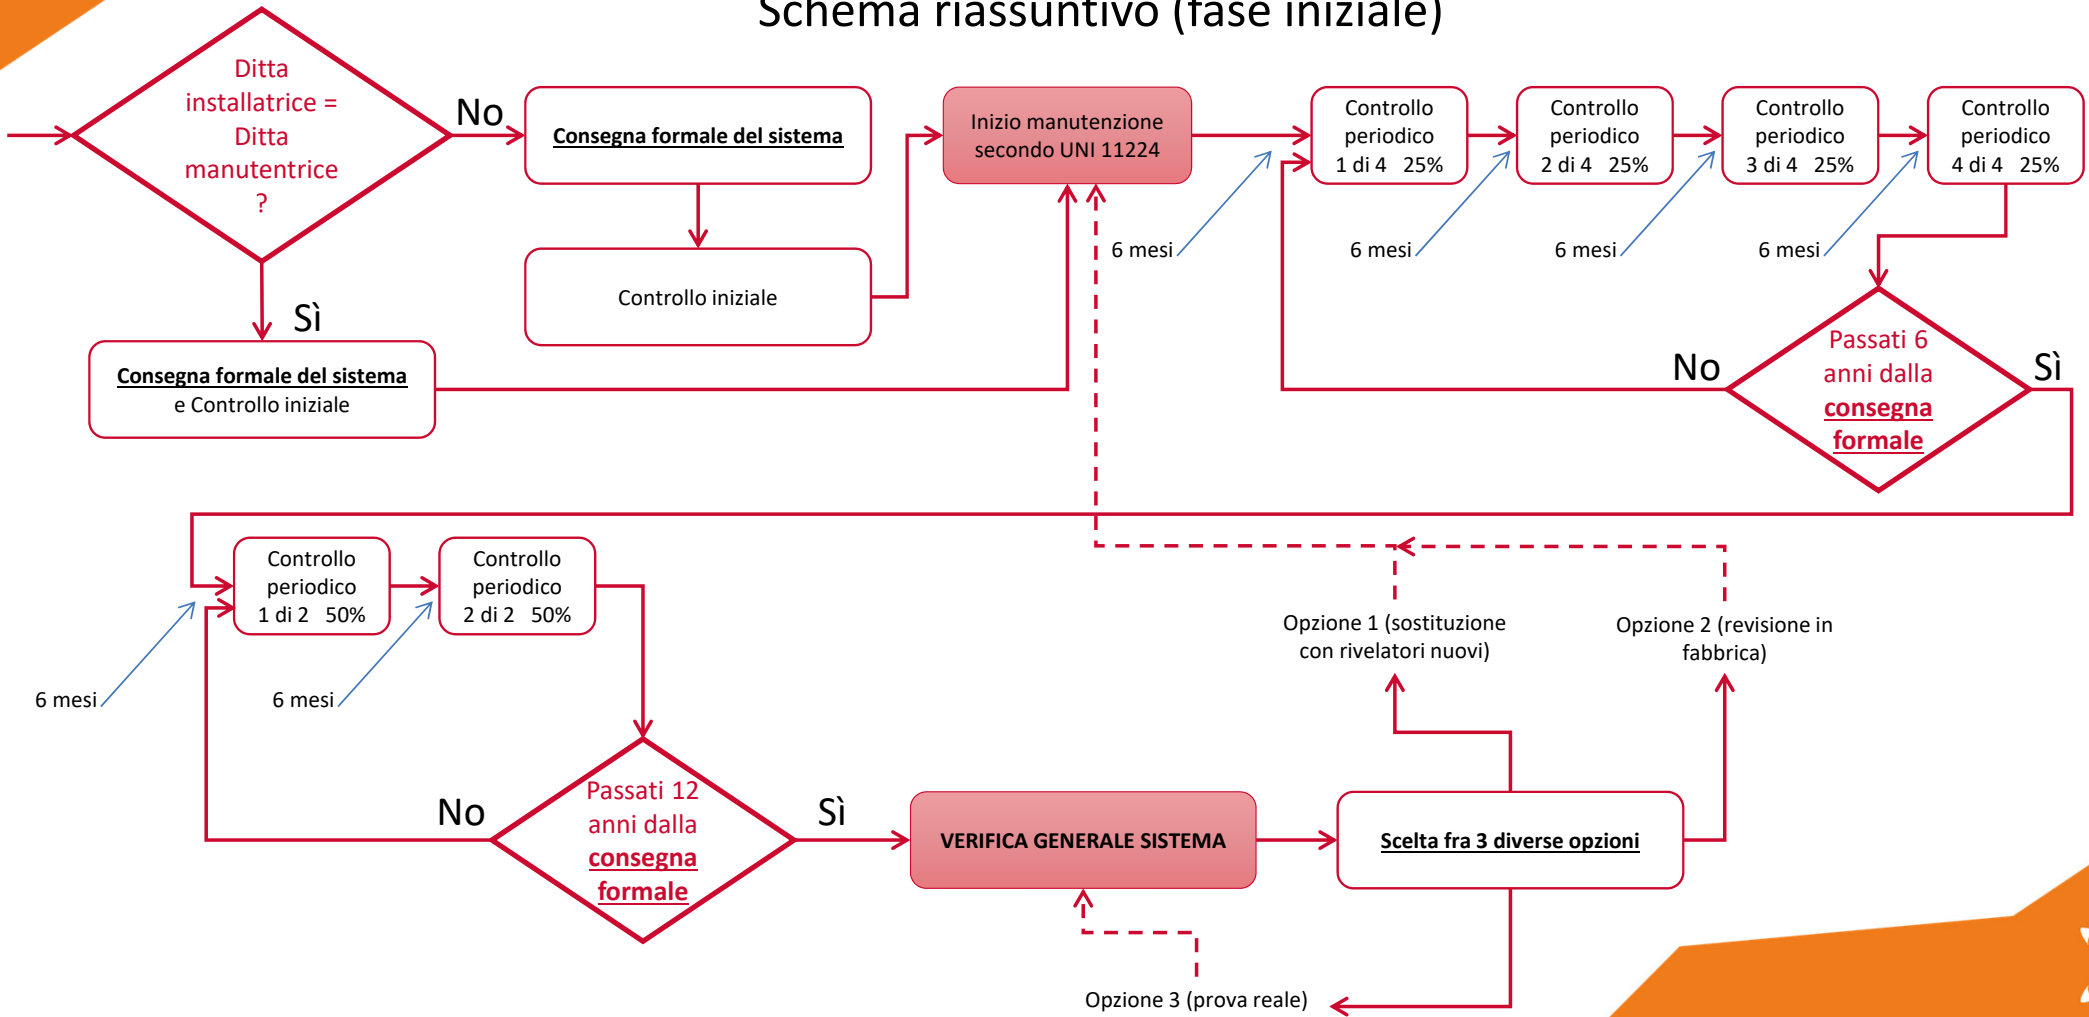 Schema riassuntivo (fase iniziale)
Ditta
installatrice =
Ditta
manutentrice
?
No
Sì
Consegna formale del sistema
Controllo iniziale
Consegna formale del sistema
e Controllo iniziale
Inizio manutenzione
secondo UNI 11224
6 mesi
Controllo
periodico
1 di 4 25%
6 mesi
Controllo
periodico
2 di 4 25%
6 mesi
Controllo
periodico
3 di 4 25%
6 mesi
Controllo
periodico
4 di 4 25%
Passati 6
anni dalla
consegna
formale
No
Sì
6 mesi
Controllo
periodico
1 di 2 50%
6 mesi
Controllo
periodico
2 di 2 50%
Passati 12
anni dalla
consegna
formale
No
Sì
VERIFICA GENERALE SISTEMA
Scelta fra 3 diverse opzioni
Opzione 1 (sostituzione
con rivelatori nuovi)
Opzione 2 (revisione in
fabbrica)
Opzione 3 (prova reale)